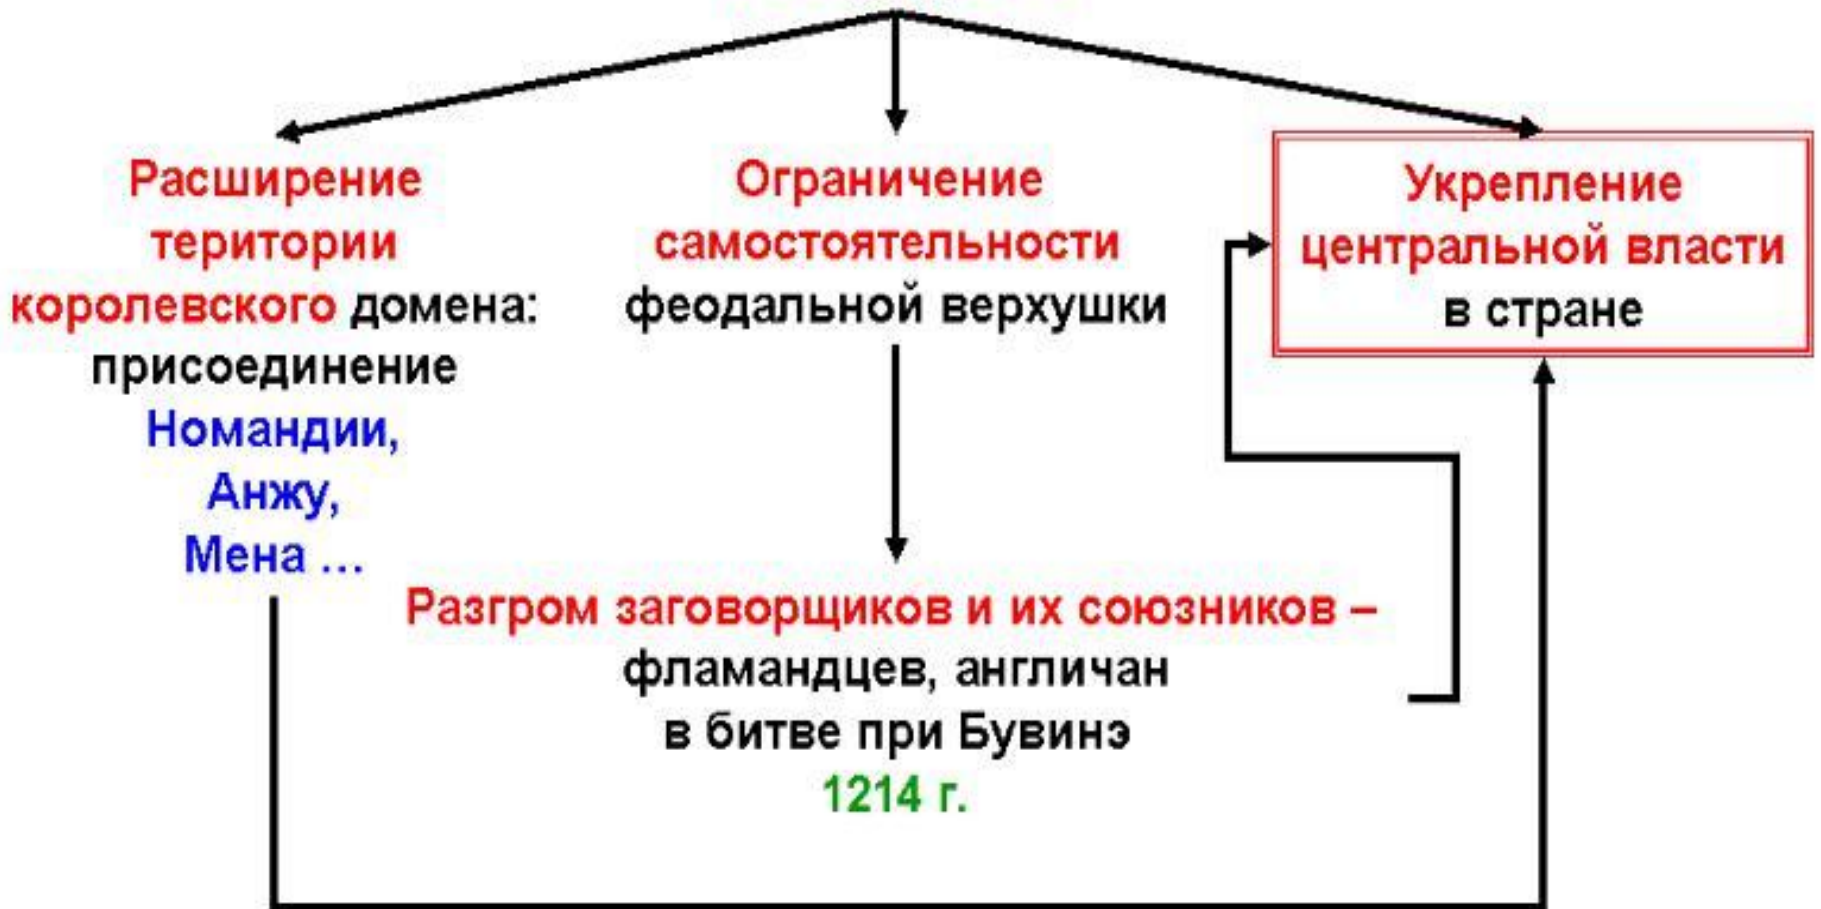 Расширение
територии
королевского домена:
присоединение
Номандии,
Анжу,
Мена ...
Ограничение
самостоятельности
феодальной верхушки
Разгром заговорщиков и их союзников –
фламандцев, англичан
в битве при Бувинэ
1214 г.
Укрепление
центральной власти
в стране